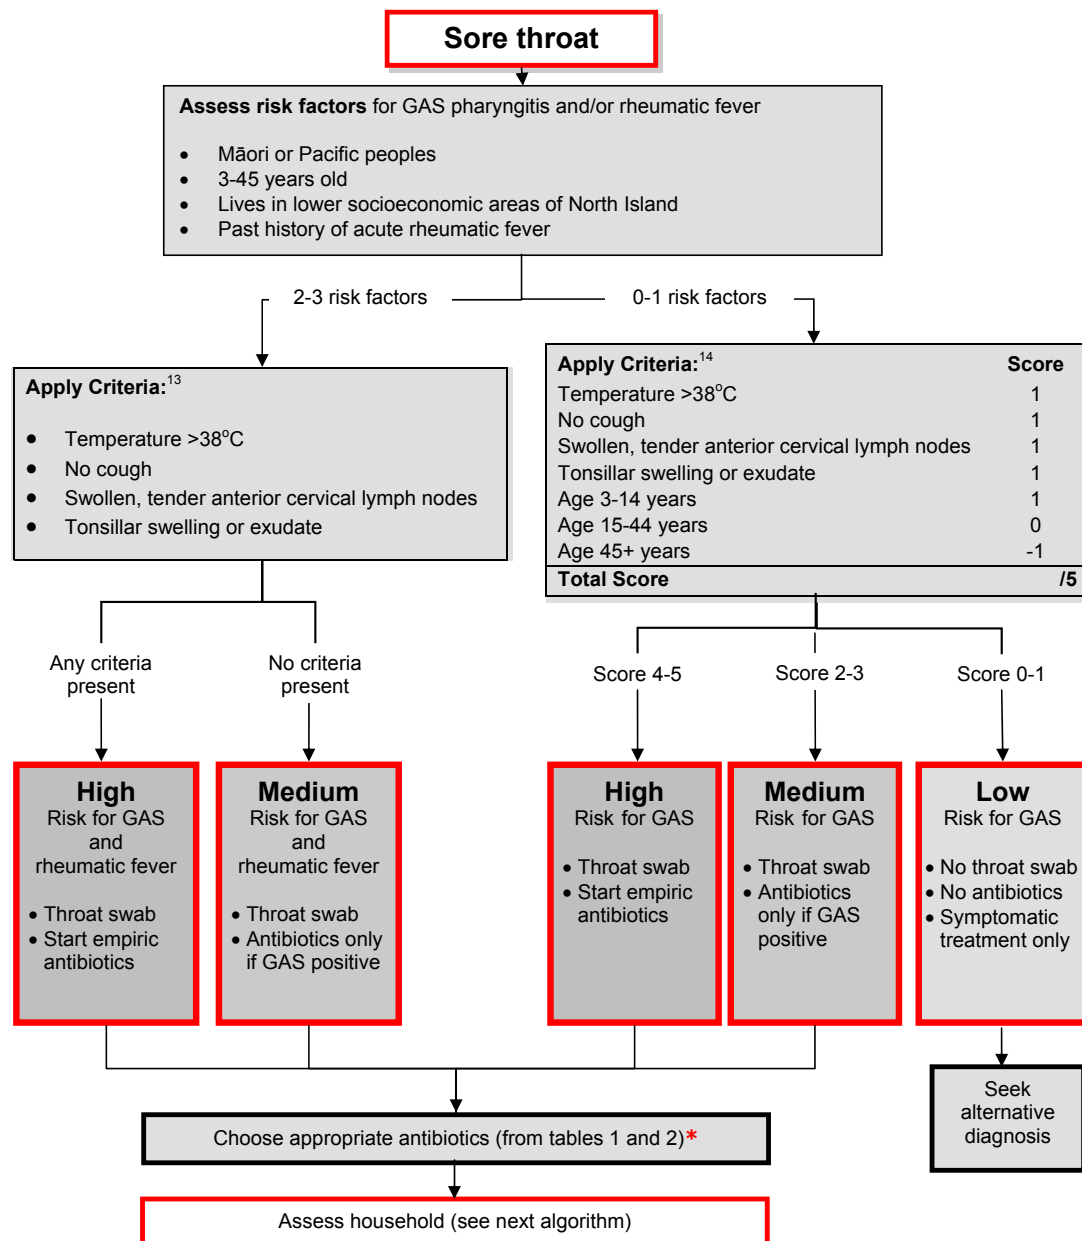 Sore throat
Assess risk factors for GAS pharyngitis and/or rheumatic fever
• Māori or Pacific peoples
• 3-45 years old
• Lives in lower socioeconomic areas of North Island
• Past history of acute rheumatic fever
2-3 risk factors
0-1 risk factors
Apply Criteria:13
• Temperature >38oC
• No cough
• Swollen, tender anterior cervical lymph nodes
• Tonsillar swelling or exudate
Apply Criteria:14 Score
Temperature >38oC 1
No cough 1
Swollen, tender anterior cervical lymph nodes 1
Tonsillar swelling or exudate 1
Age 3-14 years 1
Age 15-44 years 0
Age 45+ years -1
Total Score /5
Any criteria
present
No criteria
present
Score 4-5
Score 2-3
Score 0-1
High
Risk for GAS
and
rheumatic fever
• Throat swab
• Start empiric
antibiotics
Medium
Risk for GAS
and
rheumatic fever
• Throat swab
• Antibiotics only
if GAS positive
High
Risk for GAS
• Throat swab
• Start empiric
antibiotics
Medium
Risk for GAS
• Throat swab
• Antibiotics
only if GAS
positive
Low
Risk for GAS
• No throat swab
• No antibiotics
• Symptomatic
treatment only
Seek
alternative
diagnosis
Choose appropriate antibiotics (from tables 1 and 2)*
Assess household (see next algorithm)